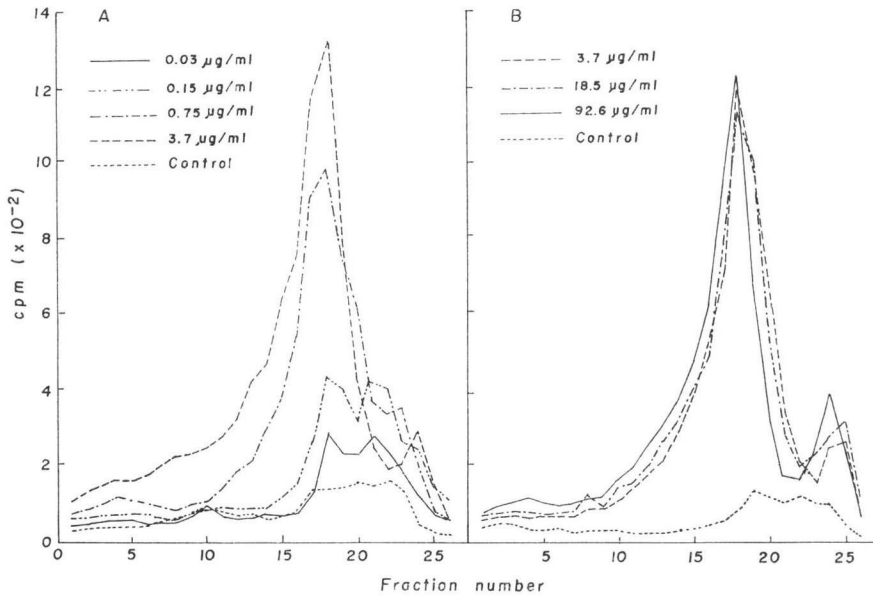 A
0.03 µg/ml
0.15 µg/ml
0.75 µg/ml
3.7 µg/ml
Control
B
3.7 µg/ml
18.5 µg/ml
92.6 µg/ml
Control
14
12
10
8
6
4
2
0
cpm ( x 10⁻²)
0 5 10 15 20 25
5 10 15 20 25
Fraction number